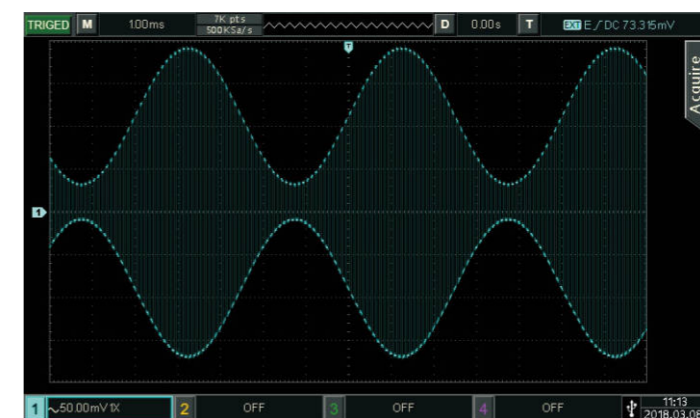 TRIGED M 1.00ms 7K pts D 0.00s T EXT E DC 73.315mV
500KSa/s
Acquire
T
1
1 50.00mV 1X 2 OFF 3 OFF 4 OFF 11:13
2018.03.06